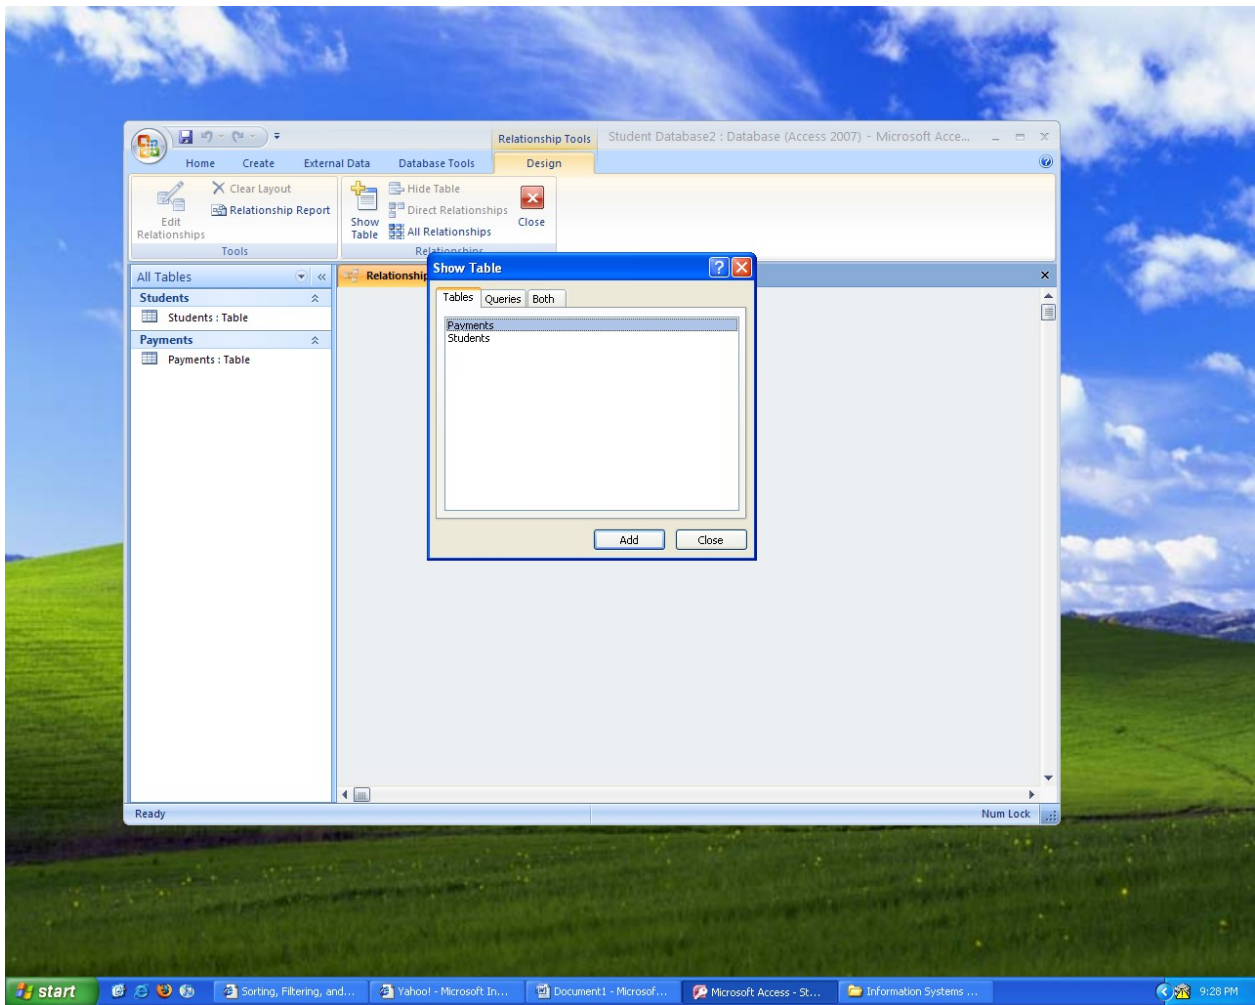 Relationship Tools Student Database2 : Database (Access 2007) - Microsoft Acce...
Home Create External Data Database Tools Design
Clear Layout
Relationship Report
Edit
Relationships
Tools
Show
Table
Hide Table
Direct Relationships
All Relationships
Close
Relationships
All Tables
Students
Students : Table
Payments
Payments : Table
Relationship
Show Table
Tables Queries Both
Payments
Students
Add Close
Ready Num Lock
start Sorting, Filtering, and... Yahoo! - Microsoft In... Document1 - Microsof... Microsoft Access - St... Information Systems ... 9:28 PM